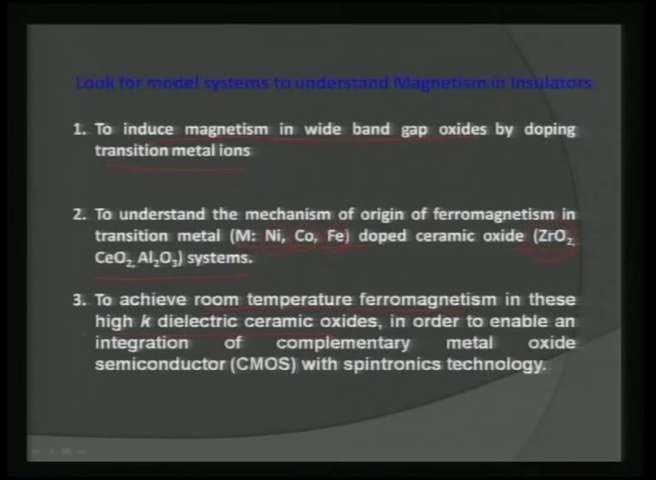 Look for model systems to understand Magnetism in Insulators
1. To induce magnetism in wide band gap oxides by doping
transition metal ions
2. To understand the mechanism of origin of ferromagnetism in
transition metal (M: Ni, Co, Fe) doped ceramic oxide (ZrO₂,
CeO₂, Al₂O₃) systems.
3. To achieve room temperature ferromagnetism in these
high k dielectric ceramic oxides, in order to enable an
integration of complementary metal oxide
semiconductor (CMOS) with spintronics technology.